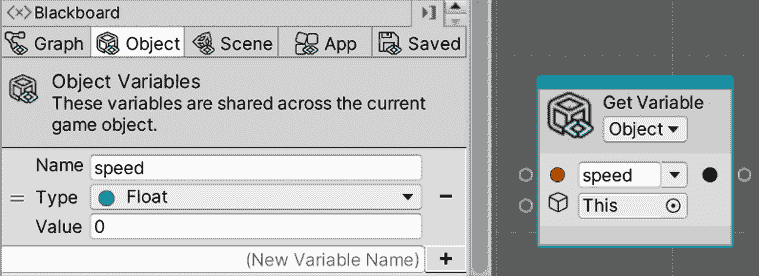 <×> Blackboard
Graph Object Scene App Saved
Object Variables
These variables are shared across the current
game object.
Name speed
= Type Float
Value 0
(New Variable Name)
Get Variable
Object
speed
This